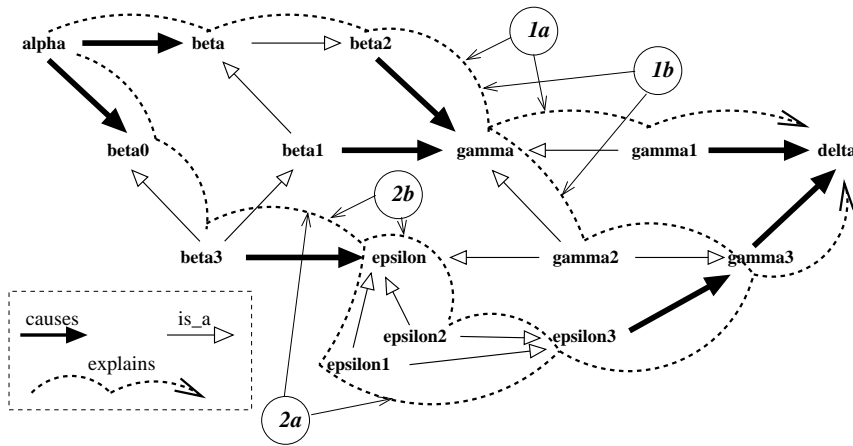 1a
alpha beta beta2
1b
beta0 beta1 gamma gamma1 delta
2b
beta3 epsilon gamma2 gamma3
causes is_a
epsilon2 epsilon3
explains epsilon1
2a